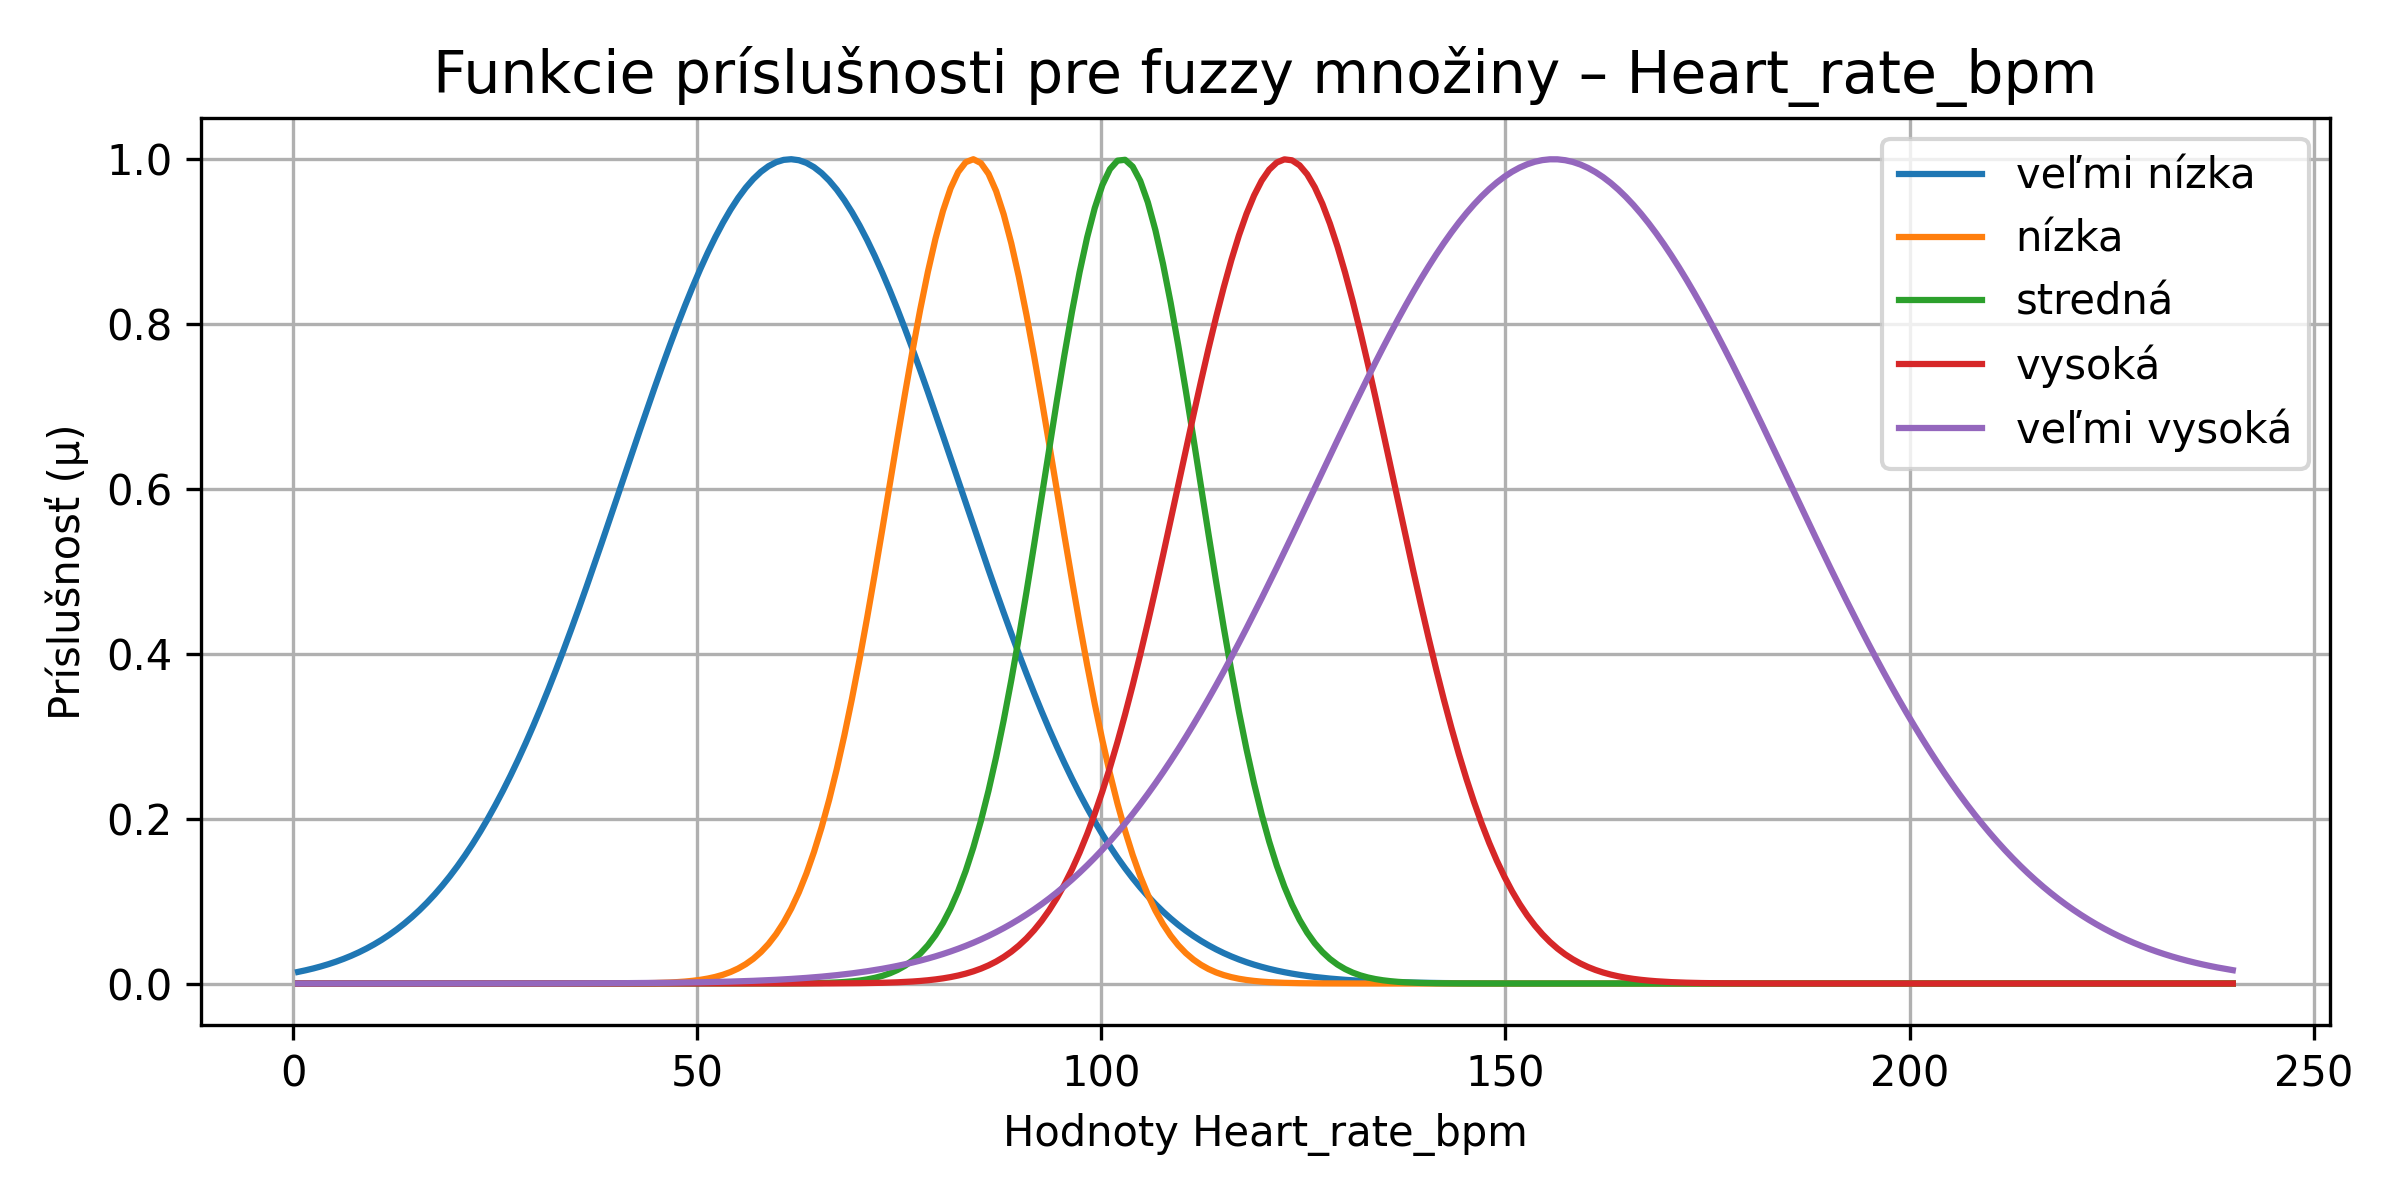 Funkcie príslušnosti pre fuzzy množiny – Heart_rate_bpm
Príslušnosť (μ)
1.0
0.8
0.6
0.4
0.2
0.0
veľmi nízka
nízka
stredná
vysoká
veľmi vysoká
0 50 100 150 200 250
Hodnoty Heart_rate_bpm